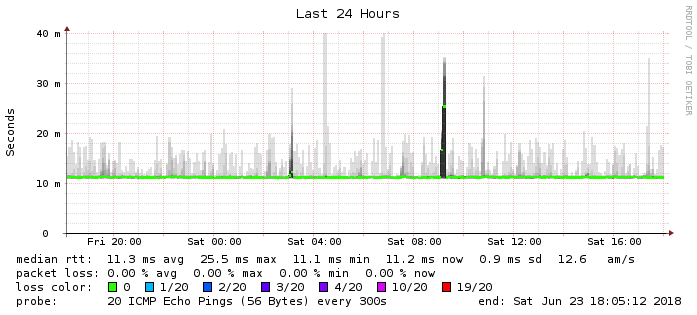 Last 24 Hours
RRDTOOL / TOBI OETIKER
Seconds
40 m
30 m
20 m
10 m
0
Fri 20:00 Sat 00:00 Sat 04:00 Sat 08:00 Sat 12:00 Sat 16:00
median rtt: 11.3 ms avg 25.5 ms max 11.1 ms min 11.2 ms now 0.9 ms sd 12.6 am/s
packet loss: 0.00 % avg 0.00 % max 0.00 % min 0.00 % now
loss color: 0 1/20 2/20 3/20 4/20 10/20 19/20
probe: 20 ICMP Echo Pings (56 Bytes) every 300s end: Sat Jun 23 18:05:12 2018